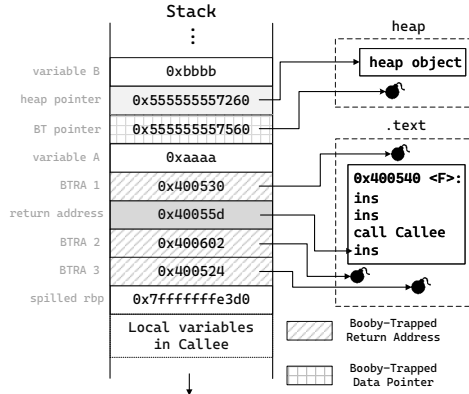 Stack
⋮
variable B 0xbbbb
heap pointer 0x555555557260
BT pointer 0x555555557560
variable A 0xaaaa
BTRA 1 0x400530
return address 0x40055d
BTRA 2 0x400602
BTRA 3 0x400524
spilled rbp 0x7fffffffe3d0
Local variables
in Callee
heap
heap object
.text
0x400540 <F>:
ins
ins
call Callee
ins
Booby-Trapped
Return Address
Booby-Trapped
Data Pointer